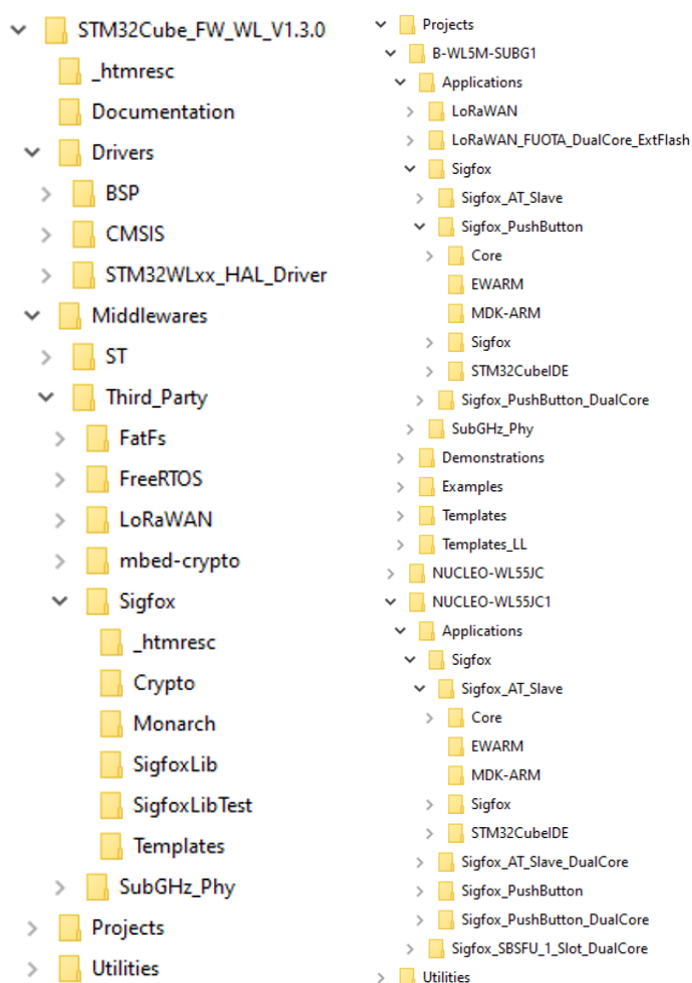 STM32Cube_FW_WL_V1.3.0
_htmresc
Documentation
Drivers
BSP
CMSIS
STM32WLxx_HAL_Driver
Middlewares
ST
Third_Party
FatFs
FreeRTOS
LoRaWAN
mbed-crypto
Sigfox
_htmresc
Crypto
Monarch
SigfoxLib
SigfoxLibTest
Templates
SubGHz_Phy
Projects
Utilities
Projects
B-WL5M-SUBG1
Applications
LoRaWAN
LoRaWAN_FUOTA_DualCore_ExtFlash
Sigfox
Sigfox_AT_Slave
Sigfox_PushButton
Core
EWARM
MDK-ARM
Sigfox
STM32CubeIDE
Sigfox_PushButton_DualCore
SubGHz_Phy
Demonstrations
Examples
Templates
Templates_LL
NUCLEO-WL55JC
NUCLEO-WL55JC1
Applications
Sigfox
Sigfox_AT_Slave
Core
EWARM
MDK-ARM
Sigfox
STM32CubeIDE
Sigfox_AT_Slave_DualCore
Sigfox_PushButton
Sigfox_PushButton_DualCore
Sigfox_SBSFU_1_Slot_DualCore
Utilities